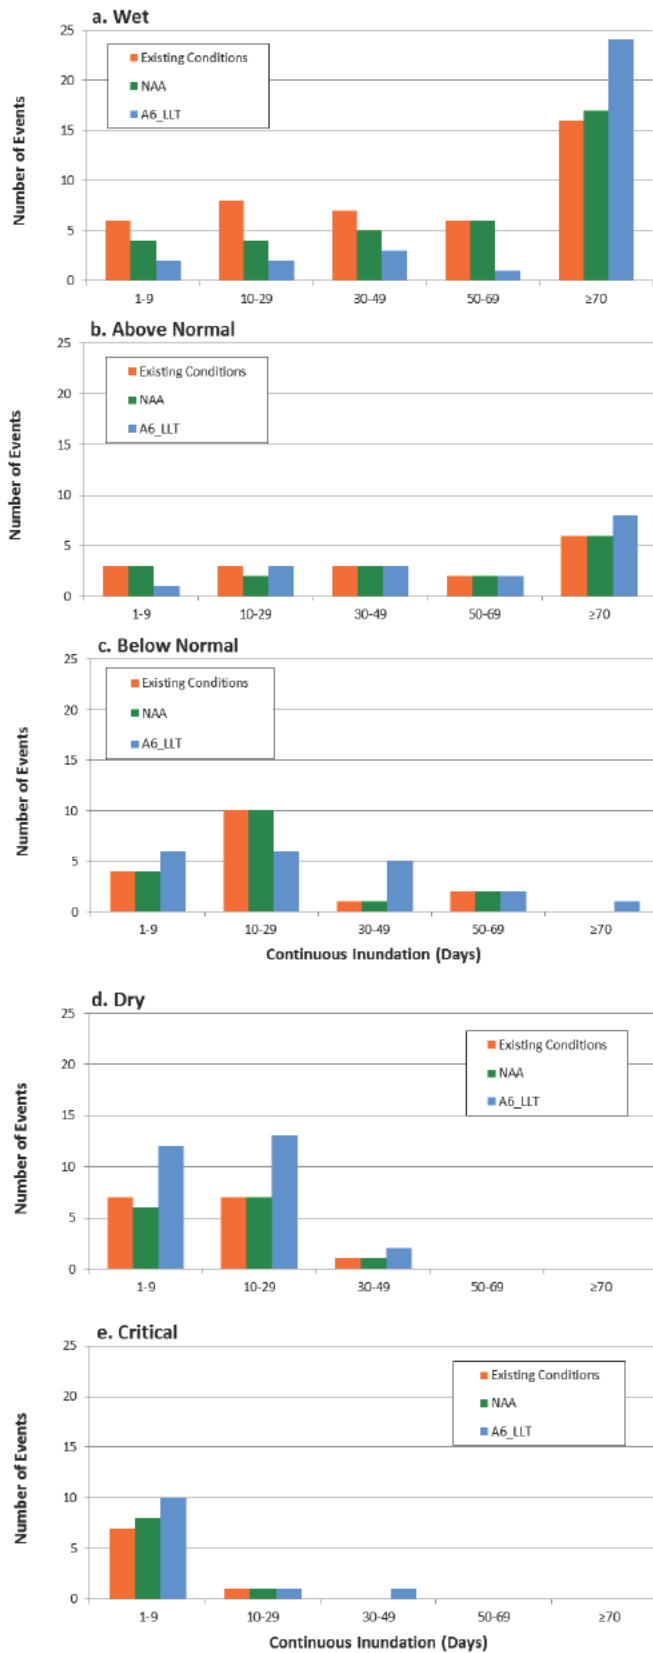 a. Wet
25
20
15
10
5
0
Number of Events
Existing Conditions
NAA
A6_LLT
1-9 10-29 30-49 50-69 ≥70
b. Above Normal
25
20
15
10
5
0
Number of Events
Existing Conditions
NAA
A6_LLT
1-9 10-29 30-49 50-69 ≥70
c. Below Normal
25
20
15
10
5
0
Number of Events
Existing Conditions
NAA
A6_LLT
1-9 10-29 30-49 50-69 ≥70
Continuous Inundation (Days)
d. Dry
25
20
15
10
5
0
Number of Events
Existing Conditions
NAA
A6_LLT
1-9 10-29 30-49 50-69 ≥70
e. Critical
25
20
15
10
5
0
Number of Events
Existing Conditions
NAA
A6_LLT
1-9 10-29 30-49 50-69 ≥70
Continuous Inundation (Days)